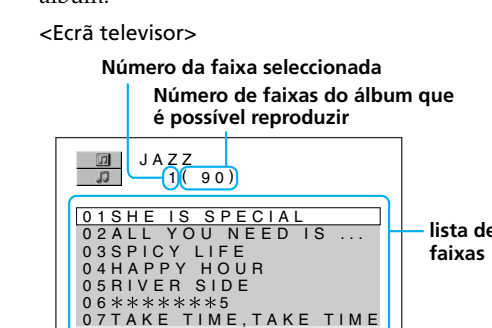 álbum.
<Ecrã televisor>
Número da faixa seleccionada
Número de faixas do álbum que
é possível reproduzir
JAZZ
1( 90)
01SHE IS SPECIAL
02ALL YOU NEED IS ...
03SPICY LIFE
04HAPPY HOUR
05RIVER SIDE
06*******5
07TAKE TIME,TAKE TIME
lista de
faixas